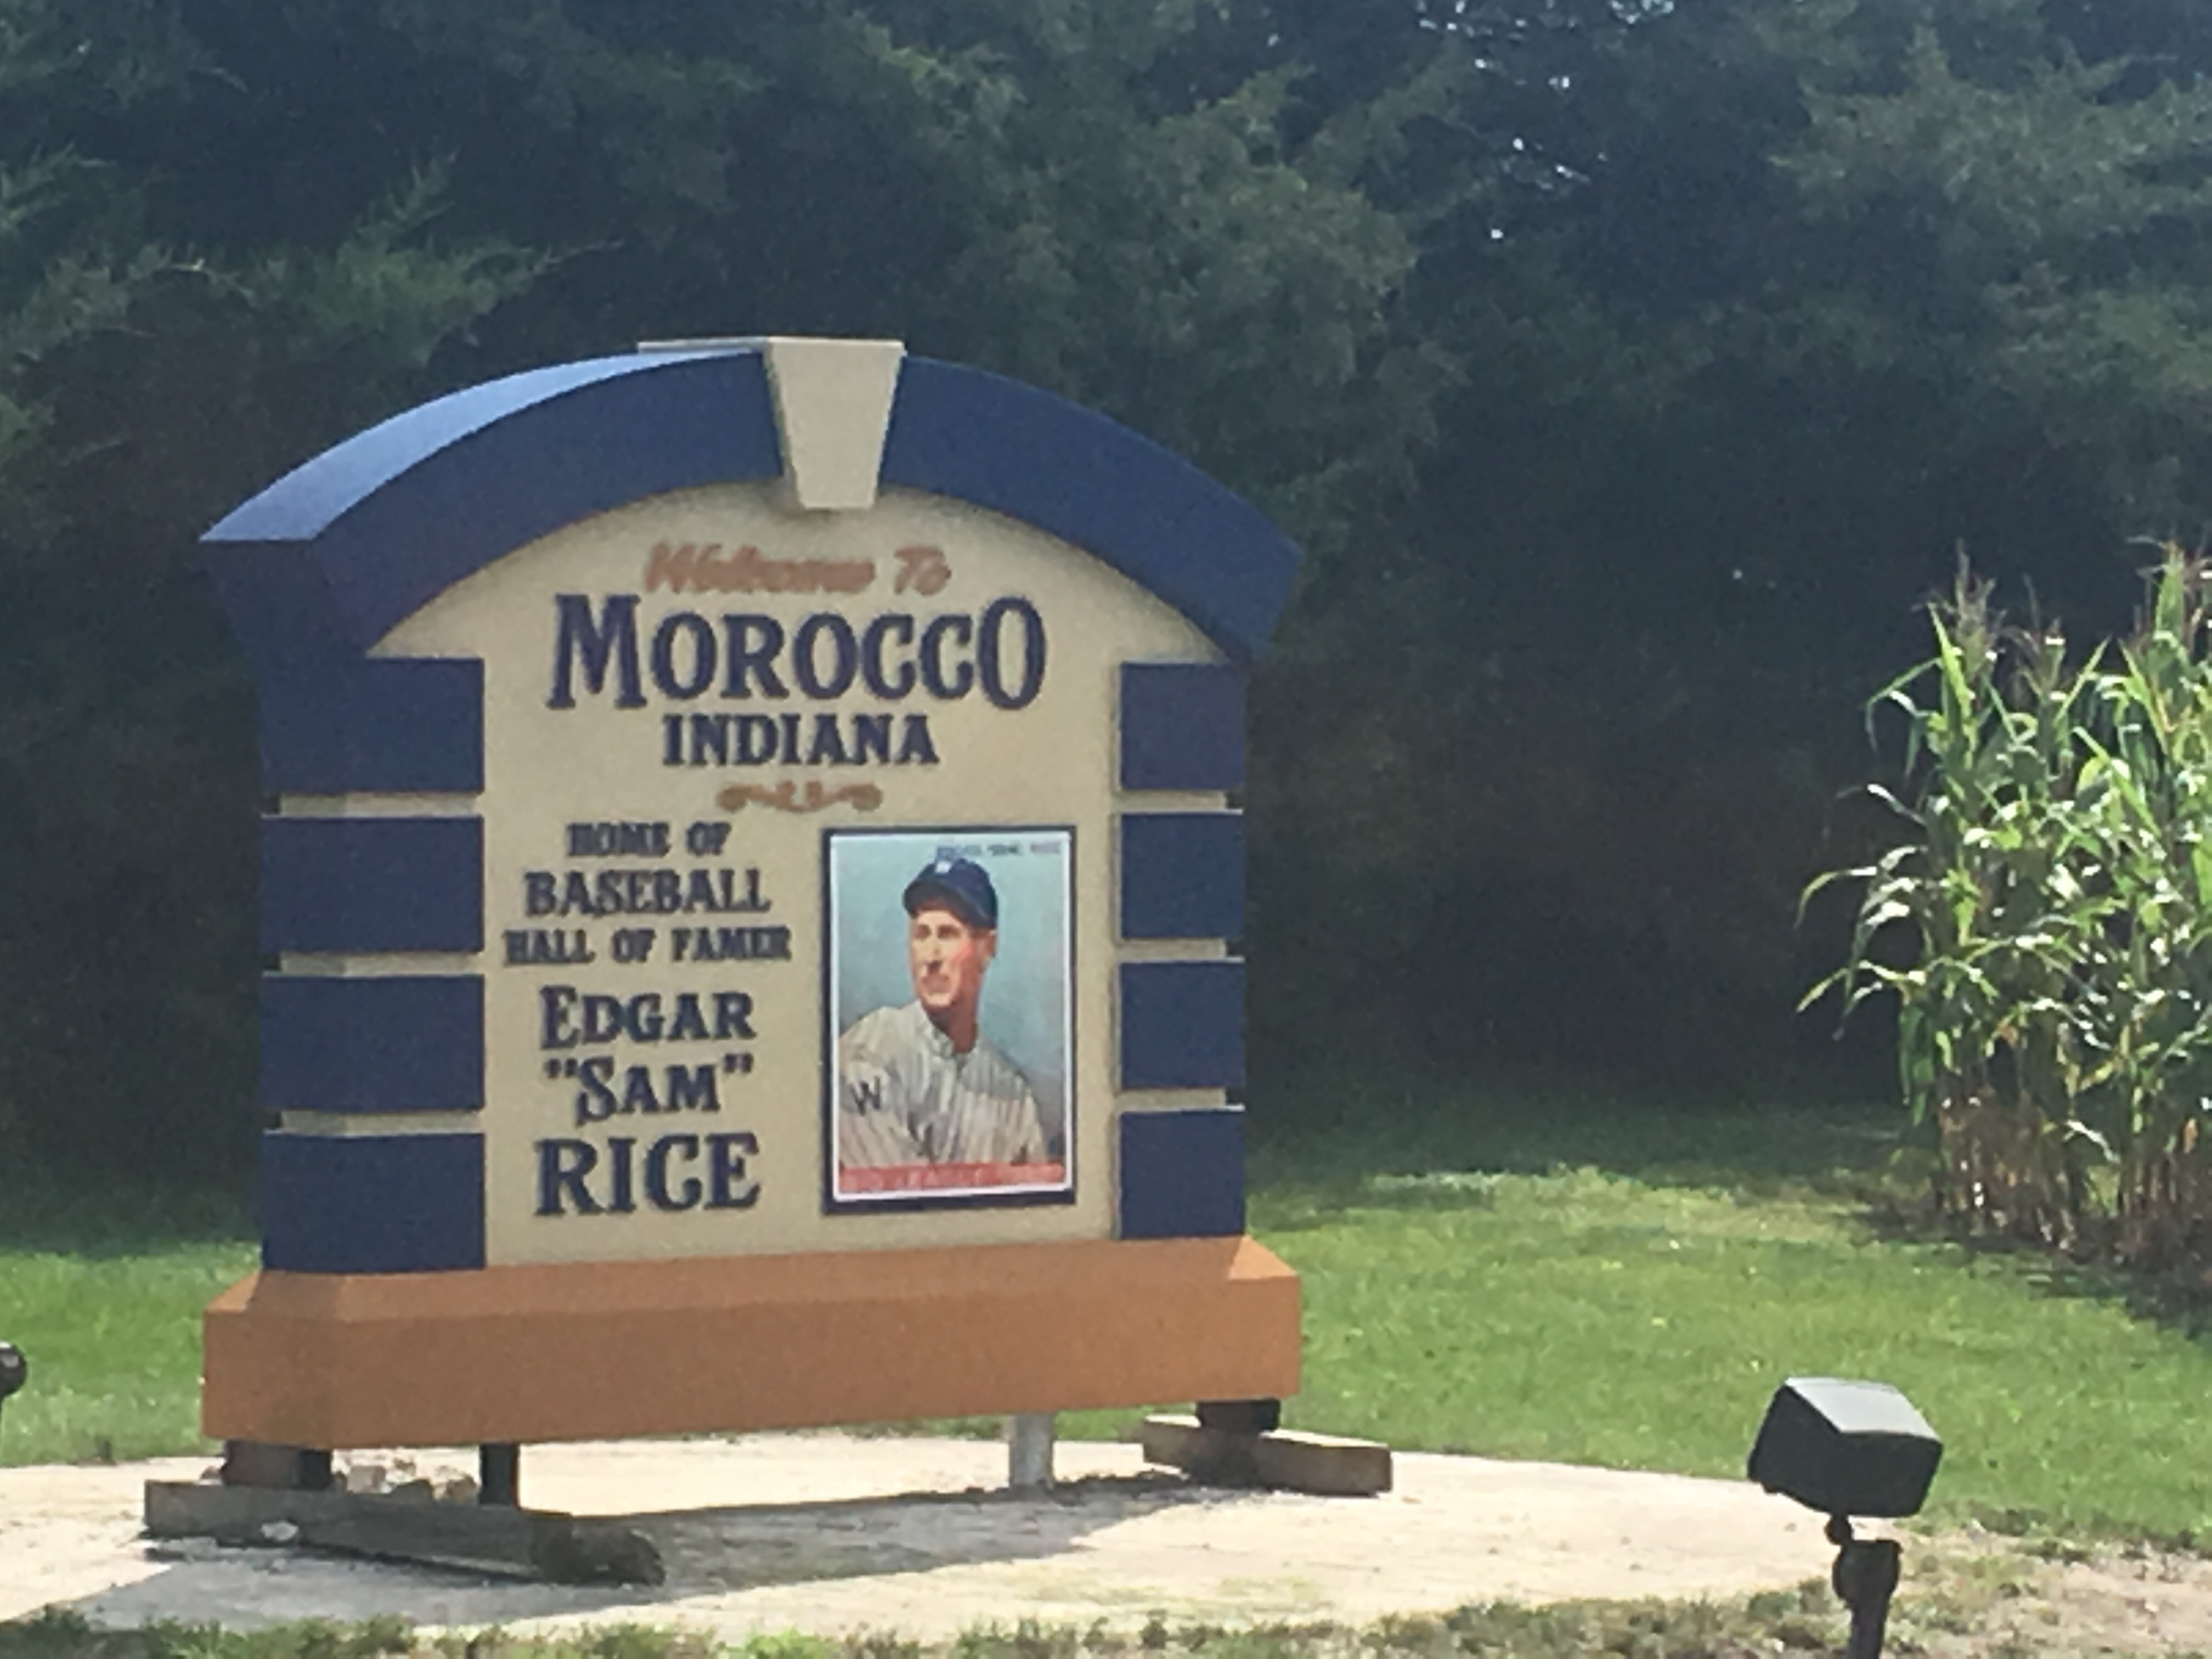 Welcome To
MOROCCO
INDIANA
HOME OF
BASEBALL
HALL OF FAMER
EDGAR
"SAM"
RICE
W